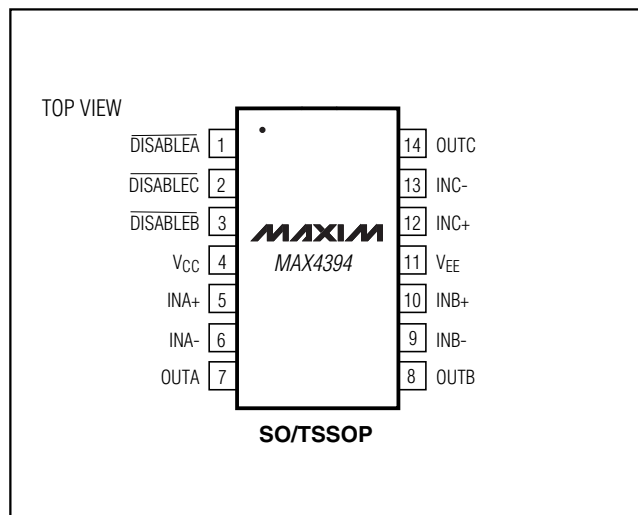 TOP VIEW
DISABLEA 1
DISABLEC 2
DISABLEB 3
VCC 4
INA+ 5
INA- 6
OUTA 7
MAXIM
MAX4394
14 OUTC
13 INC-
12 INC+
11 VEE
10 INB+
9 INB-
8 OUTB
SO/TSSOP